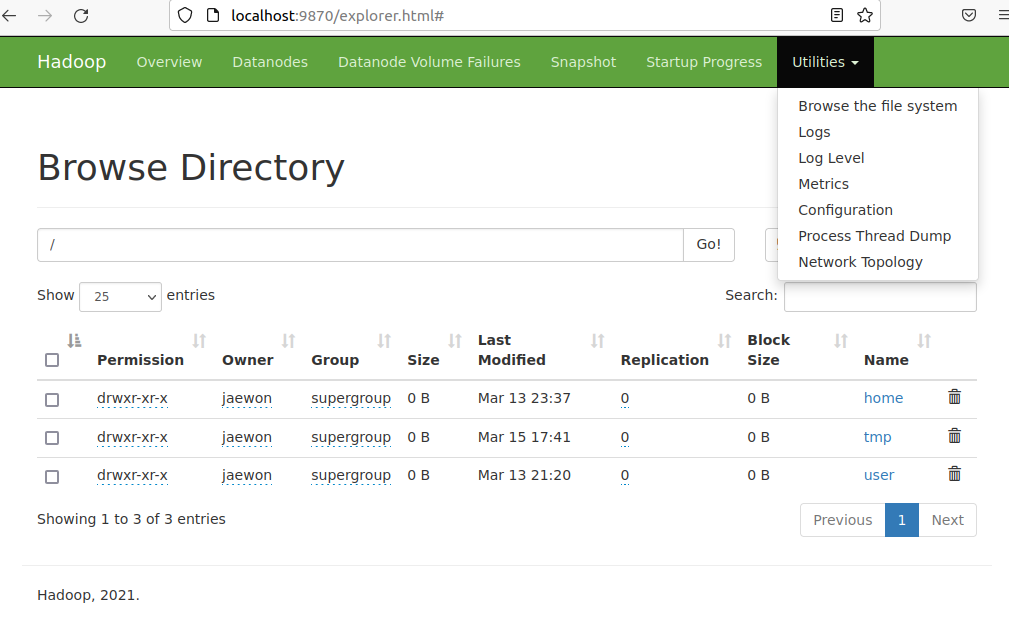 localhost:9870/explorer.html#
Hadoop Overview Datanodes Datanode Volume Failures Snapshot Startup Progress Utilities
Browse the file system
Logs
Log Level
Metrics
Configuration
Process Thread Dump
Network Topology
Browse Directory
/ Go!
Show 25 entries Search:
Permission Owner Group Size Last Modified Replication Block Size Name
drwxr-xr-x jaewon supergroup 0 B Mar 13 23:37 0 0 B home
drwxr-xr-x jaewon supergroup 0 B Mar 15 17:41 0 0 B tmp
drwxr-xr-x jaewon supergroup 0 B Mar 13 21:20 0 0 B user
Showing 1 to 3 of 3 entries Previous 1 Next
Hadoop, 2021.